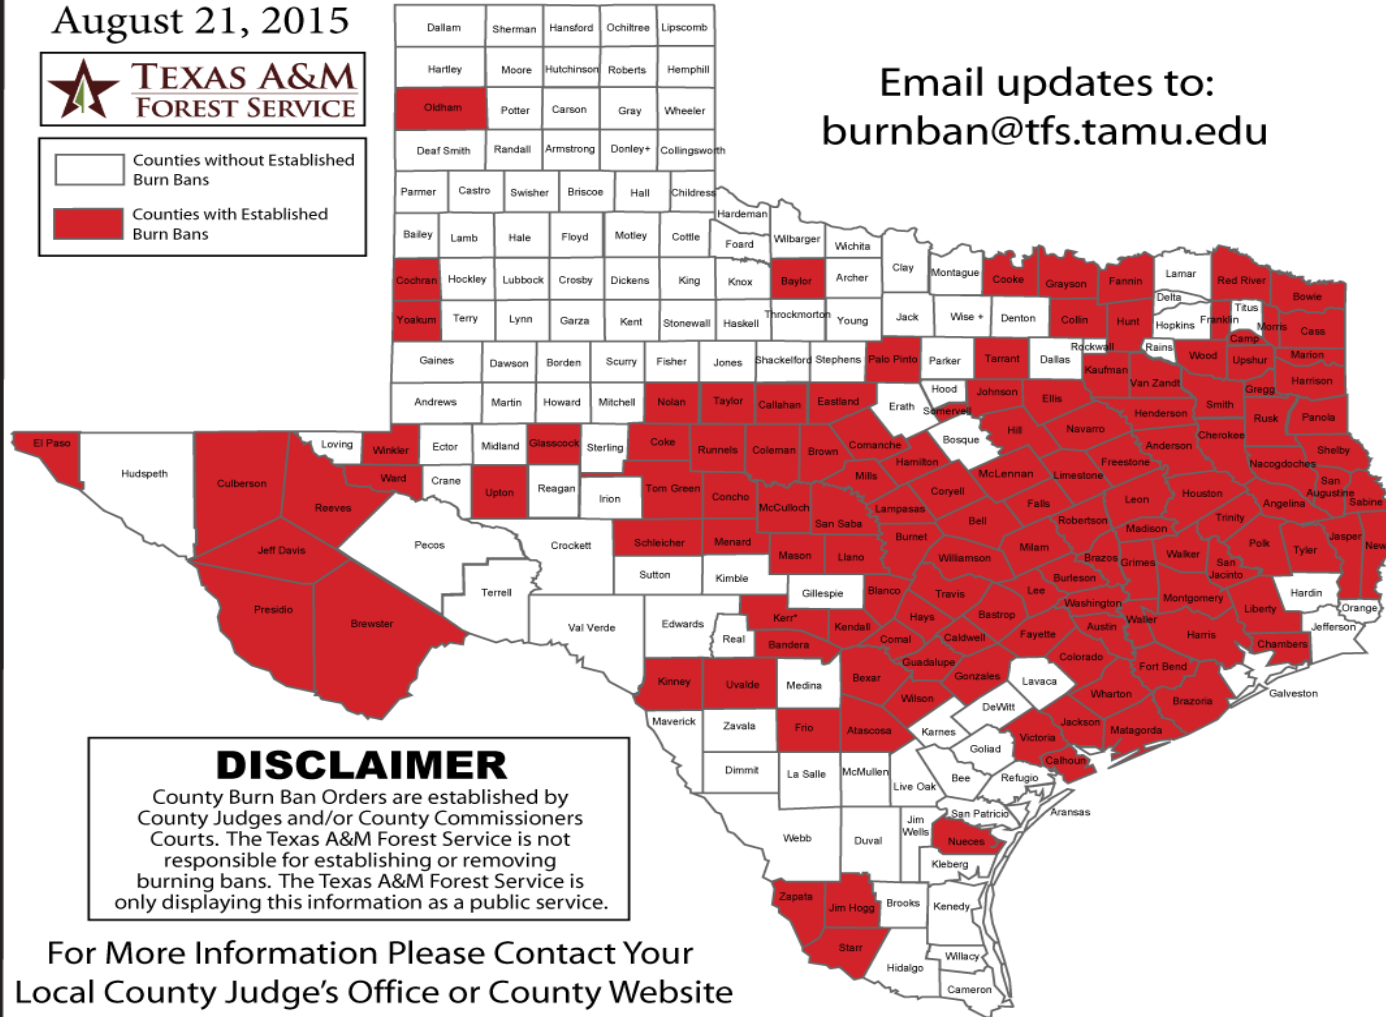 August 21, 2015
TEXAS A&M
FOREST SERVICE
Counties without Established
Burn Bans
Counties with Established
Burn Bans
Email updates to:
burnban@tfs.tamu.edu
Dallam Sherman Hansford Ochiltree Lipscomb
Hartley Moore Hutchinson Roberts Hemphill
Oldham Potter Carson Gray Wheeler
Deaf Smith Randall Armstrong Donley+ Collingsworth
Parmer Castro Swisher Briscoe Hall Childress
Hardeman
Bailey Lamb Hale Floyd Motley Cottle Foard Wilbarger Wichita
Clay Montague Cooke Grayson Fannin Lamar Red River Bowie
Cochran Hockley Lubbock Crosby Dickens King Knox Baylor Archer
Delta Titus
Yoakum Terry Lynn Garza Kent Stonewall Haskell Throckmorton Young Jack Wise + Denton Collin Hunt Hopkins Franklin Morris Cass
Camp
Gaines Dawson Borden Scurry Fisher Jones Shackelford Stephens Palo Pinto Parker Tarrant Dallas Rockwall Rains Wood Upshur Marion
Kaufman Van Zandt Gregg Harrison
Andrews Martin Howard Mitchell Nolan Taylor Callahan Eastland Erath Hood Johnson Ellis Smith Rusk Panola
Somervell Henderson
El Paso Hudspeth Culberson Loving Winkler Ector Midland Glasscock Sterling Coke Runnels Coleman Brown Comanche Bosque Hill Navarro Anderson Cherokee Shelby
Reeves Ward Crane Upton Reagan Irion Tom Green Concho McCulloch Mills Hamilton McLennan Limestone Freestone Nacogdoches
San
Augustine Sabine
San Saba Lampasas Coryell Bell Falls Robertson Leon Houston Angelina Trinity
Jeff Davis Pecos Crockett Schleicher Menard Mason Llano Burnet Williamson Milam Brazos Madison Grimes Walker Polk Tyler Jasper New
San
Jacinto
Presidio Brewster Terrell Val Verde Sutton Kimble Gillespie Blanco Travis Lee Burleson Washington Montgomery Liberty Hardin Orange
Jefferson
Edwards Real Kerr* Kendall Bandera Comal Hays Caldwell Bastrop Fayette Austin Waller Harris Chambers
Kinney Uvalde Medina Bexar Guadalupe Gonzales Lavaca Colorado Fort Bend Galveston
Wilson Wharton Brazoria
Maverick Zavala Frio Atascosa Karnes DeWitt Victoria Jackson Matagorda
Goliad Calhoun
Dimmit La Salle McMullen Live Oak Bee Refugio
Aransas
San Patricio
Webb Duval Jim
Wells Nueces
Kleberg
Zapata Jim Hogg Brooks Kenedy
Starr Hidalgo Willacy
Cameron
DISCLAIMER
County Burn Ban Orders are established by
County Judges and/or County Commissioners
Courts. The Texas A&M Forest Service is not
responsible for establishing or removing
burning bans. The Texas A&M Forest Service is
only displaying this information as a public service.
For More Information Please Contact Your
Local County Judge's Office or County Website